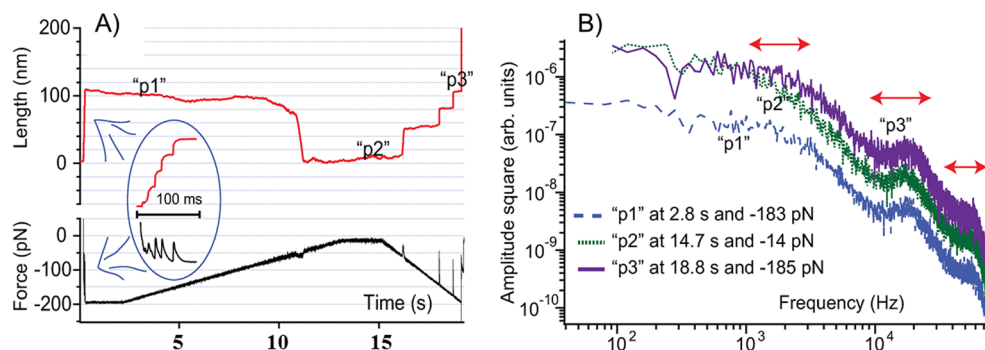 A)
200
100
0
Length (nm)
"p1"
"p2"
"p3"
100 ms
0
-100
-200
Force (pN)
Time (s)
5
10
15
B)
10-6
10-7
10-8
10-9
10-10
Amplitude square (arb. units)
"p2"
"p3"
"p1"
"p1" at 2.8 s and -183 pN
"p2" at 14.7 s and -14 pN
"p3" at 18.8 s and -185 pN
Frequency (Hz)
102
103
104